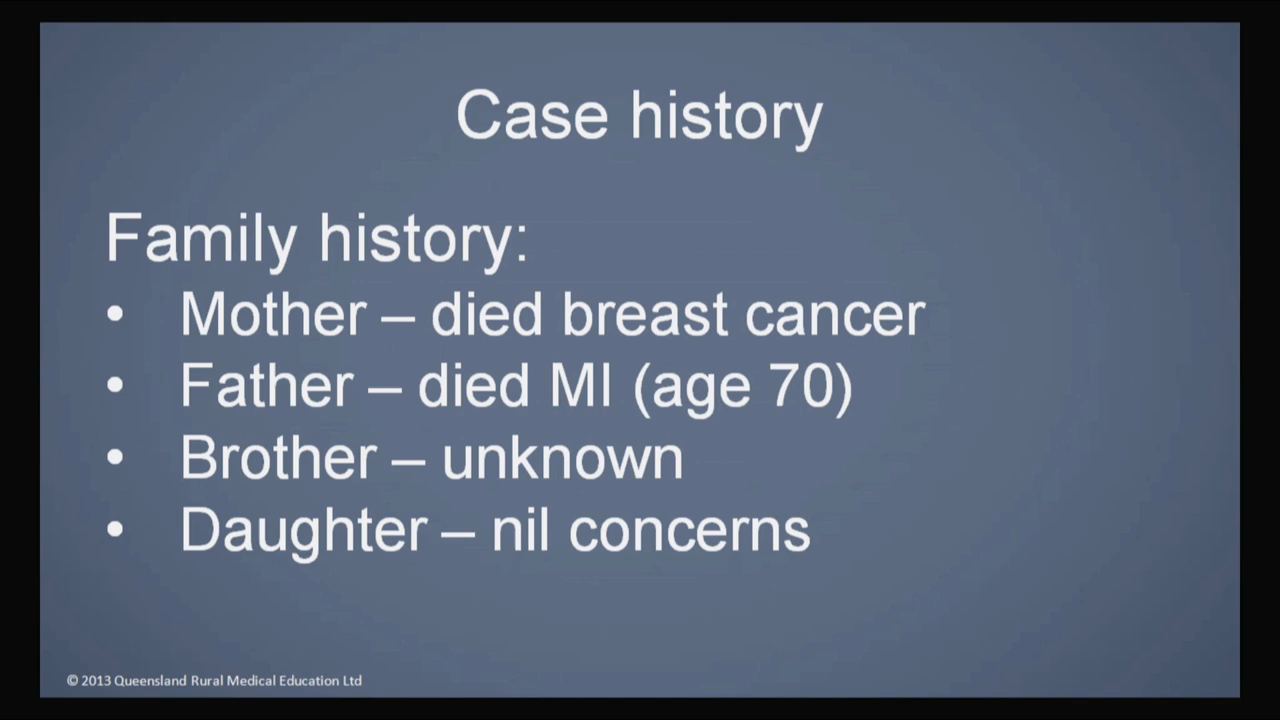 Case history
Family history:
• Mother – died breast cancer
• Father – died MI (age 70)
• Brother – unknown
• Daughter – nil concerns
© 2013 Queensland Rural Medical Education Ltd